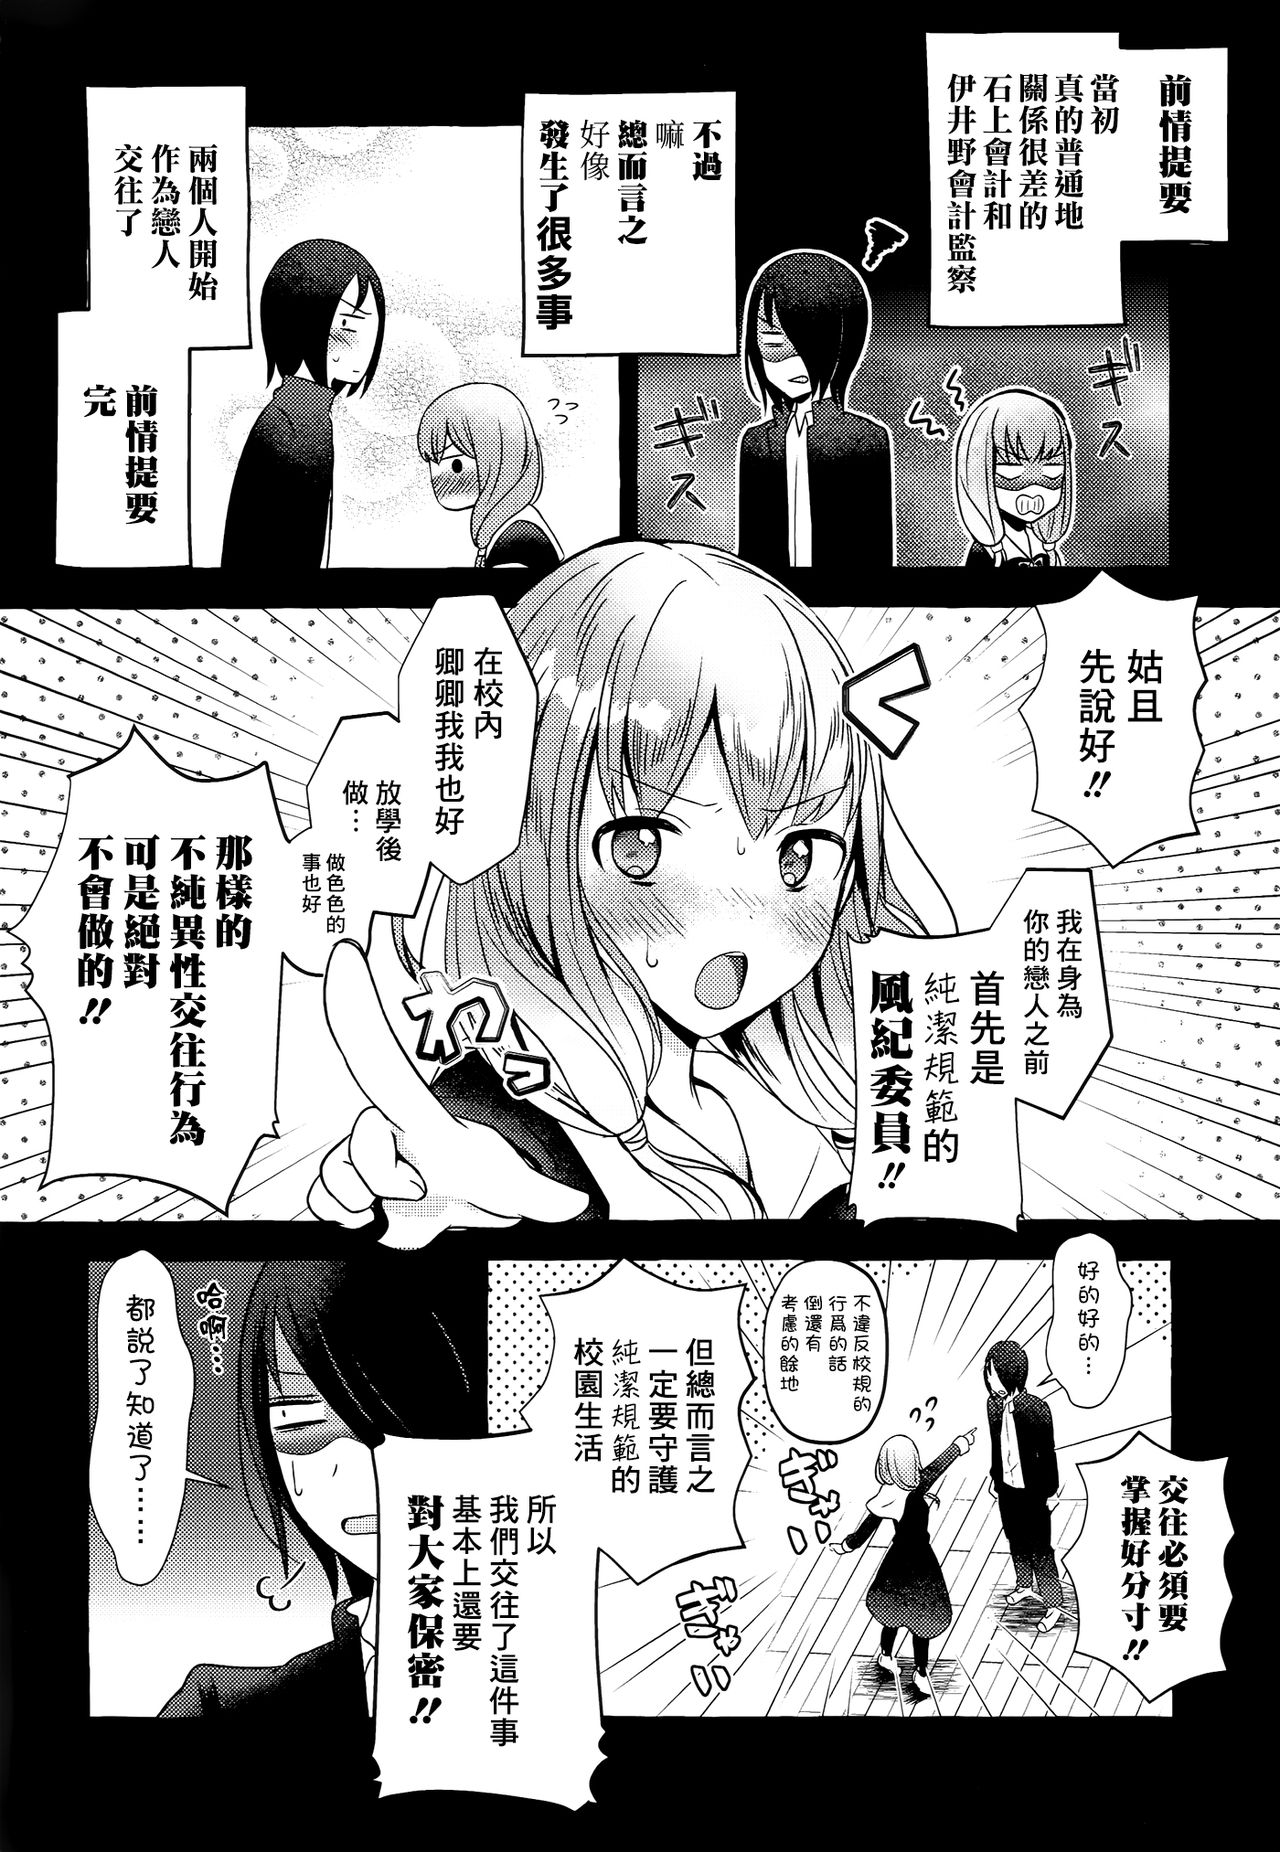 前情提要
當初
真的普通地
關係很差的
石上會計和
伊井野會計監察
ギスギス
不過
嘛
總而言之
好像
發生了很多事
兩個人開始
作為戀人
交往了
前情提要
完
姑且
先說好!!
我在身為
你的戀人之前
首先是
純潔規範的
風紀委員!!
在校內
卿卿我我也好
放學後
做…
做色色的
事也好
那樣的
不純異性交往行為
可是絕對
不會做的!!
わわっ
好的好的…
交往必須要
掌握好分寸!!
不違反校規的
行爲的話
倒還有
考慮的餘地
ぎゃー
ぎゃー
但總而言之
一定要守護
純潔規範的
校園生活
所以
我們交往了這件事
基本上還要
對大家保密!!
哈啊…
都說了知道了……